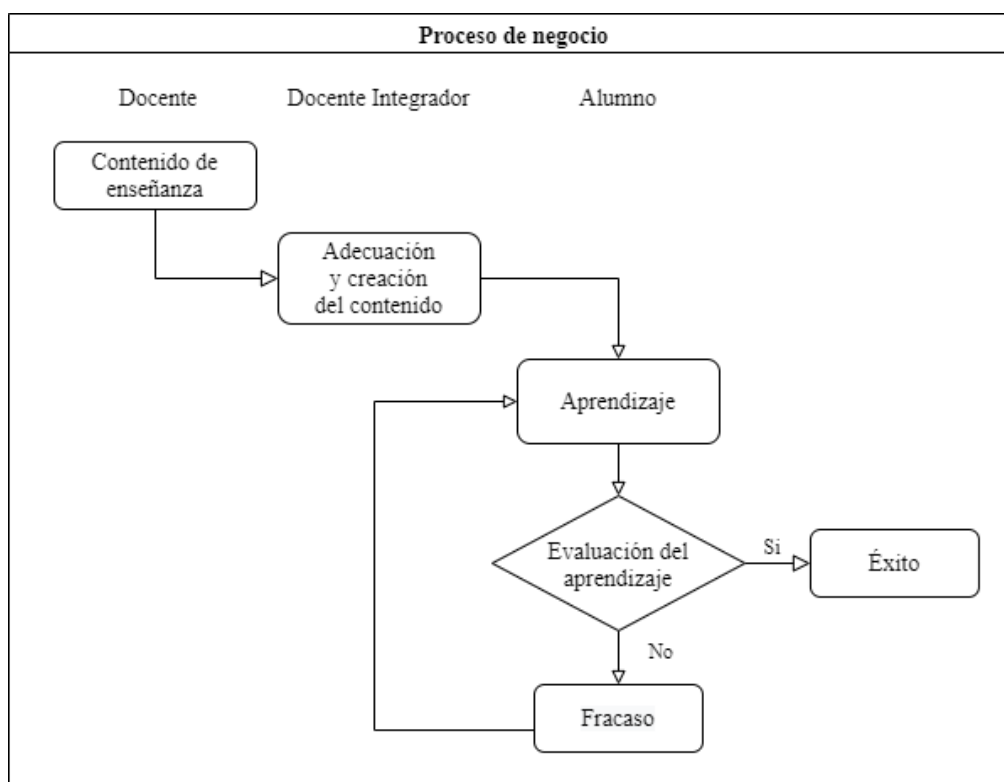 Proceso de negocio
Docente
Docente Integrador
Alumno
Contenido de
enseñanza
Adecuación
y creación
del contenido
Aprendizaje
Evaluación del
aprendizaje
Si
Éxito
No
Fracaso